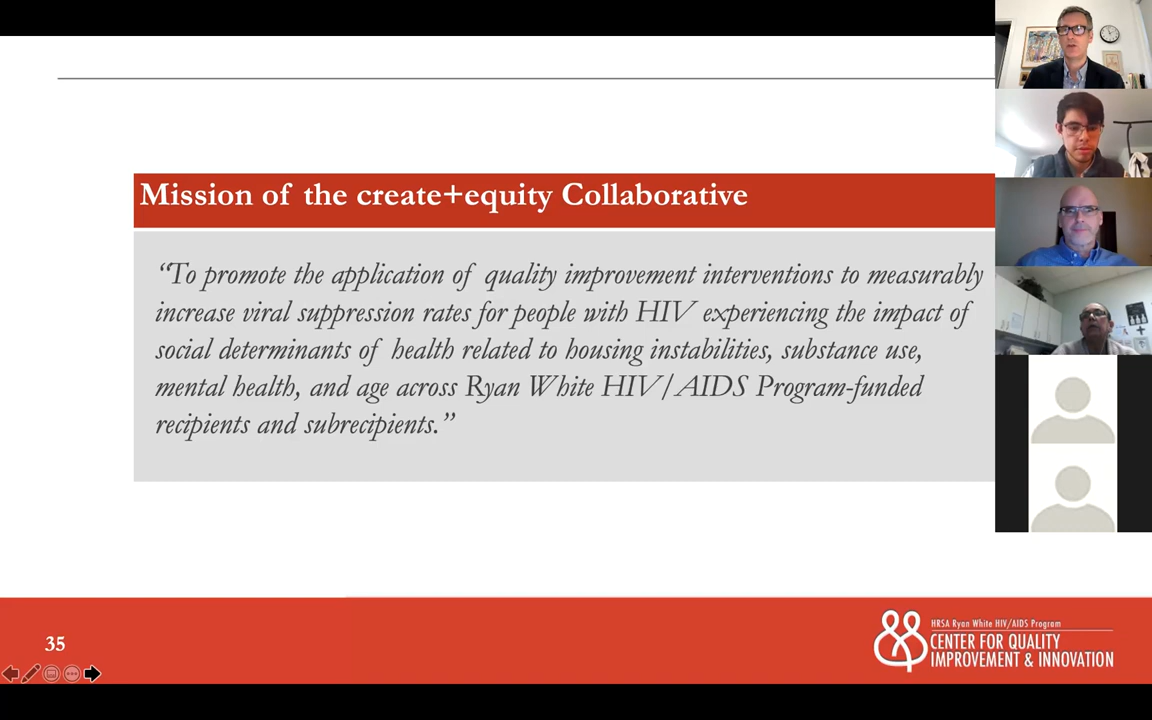 Mission of the create+equity Collaborative
“To promote the application of quality improvement interventions to measurably
increase viral suppression rates for people with HIV experiencing the impact of
social determinants of health related to housing instabilities, substance use,
mental health, and age across Ryan White HIV/AIDS Program-funded
recipients and subrecipients.”
35
HRSA Ryan White HIV/AIDS Program
CENTER FOR QUALITY
IMPROVEMENT & INNOVATION